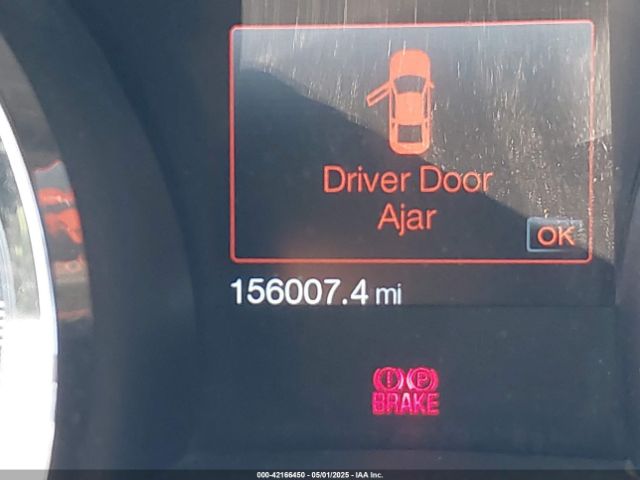 Driver Door
Ajar
OK
156007.4 mi
(!) (P)
BRAKE
000-42166450 - 05/01/2025 - IAA Inc.